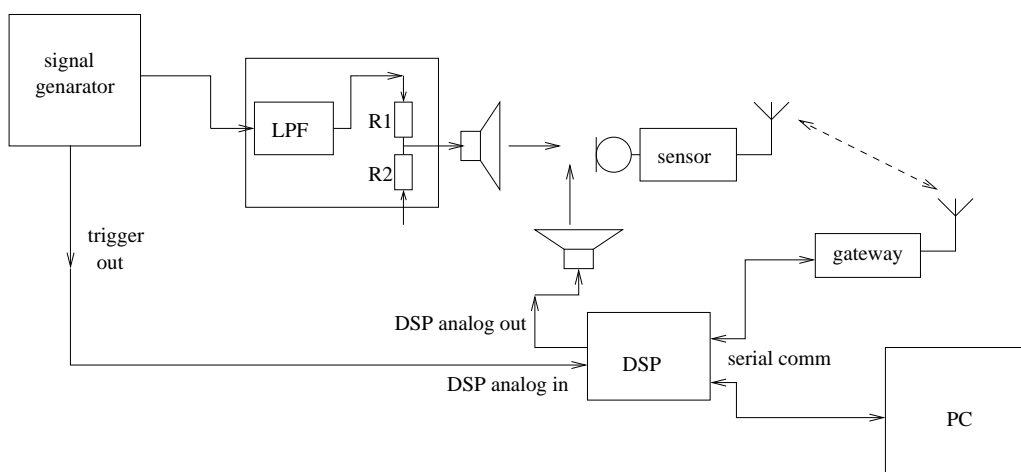 signal
genarator
LPF
R1
R2
sensor
trigger
out
gateway
DSP analog out
DSP
serial comm
DSP analog in
PC